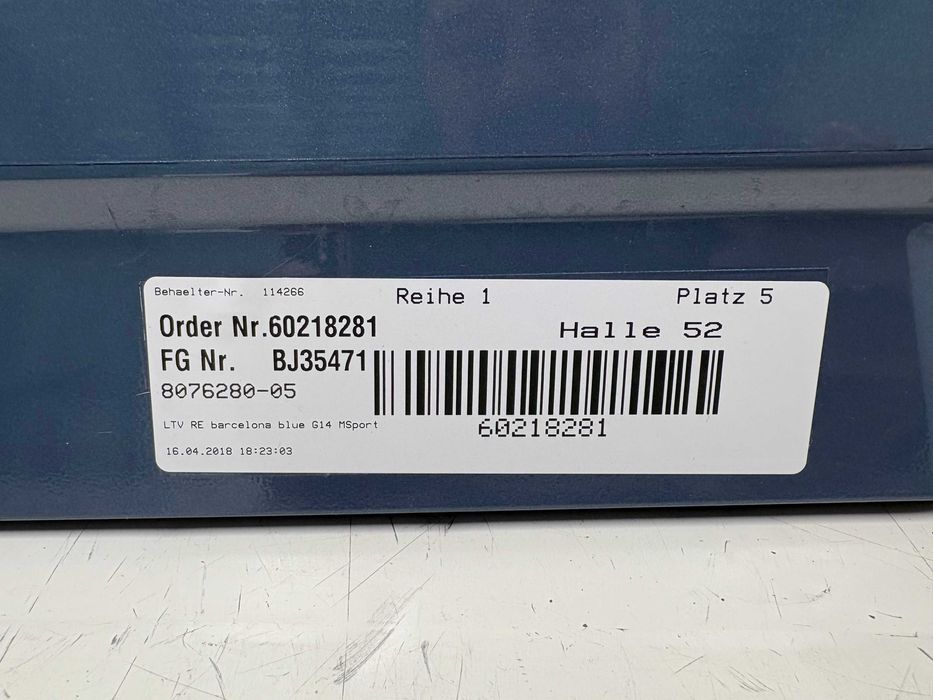 Behaelter-Nr. 114266 Reihe 1 Platz 5
Order Nr.60218281 Halle 52
FG Nr. BJ35471
8076280-05
LTV RE barcelona blue G14 MSport 60218281
16.04.2018 18:23:03